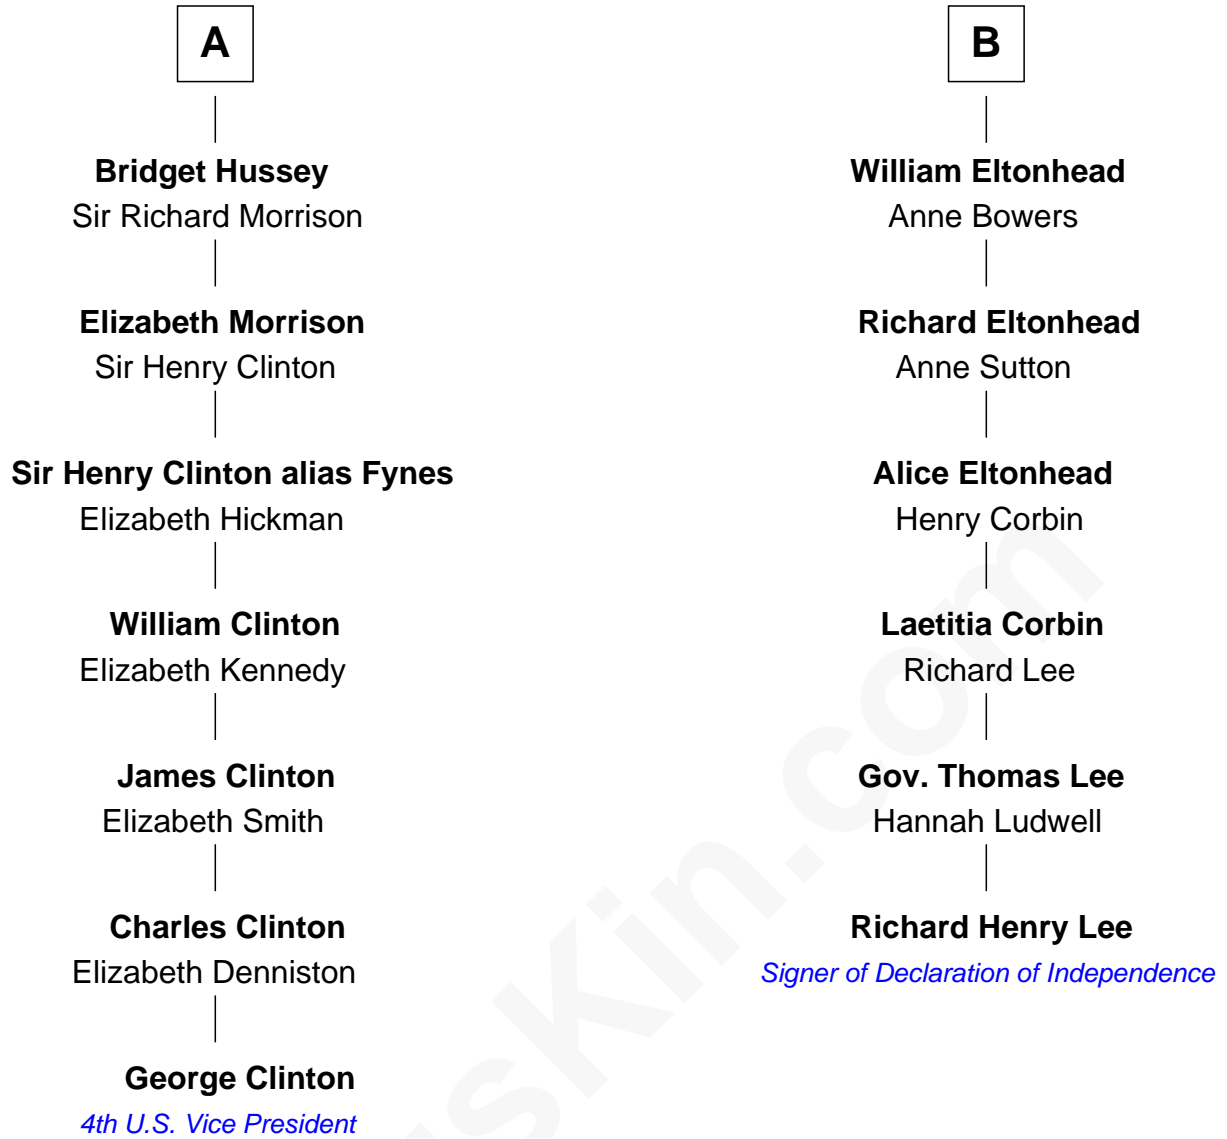 A
Bridget Hussey
Sir Richard Morrison
Elizabeth Morrison
Sir Henry Clinton
Sir Henry Clinton alias Fynes
Elizabeth Hickman
William Clinton
Elizabeth Kennedy
James Clinton
Elizabeth Smith
Charles Clinton
Elizabeth Denniston
George Clinton
4th U.S. Vice President
B
William Eltonhead
Anne Bowers
Richard Eltonhead
Anne Sutton
Alice Eltonhead
Henry Corbin
Laetitia Corbin
Richard Lee
Gov. Thomas Lee
Hannah Ludwell
Richard Henry Lee
Signer of Declaration of Independence
sKin.com